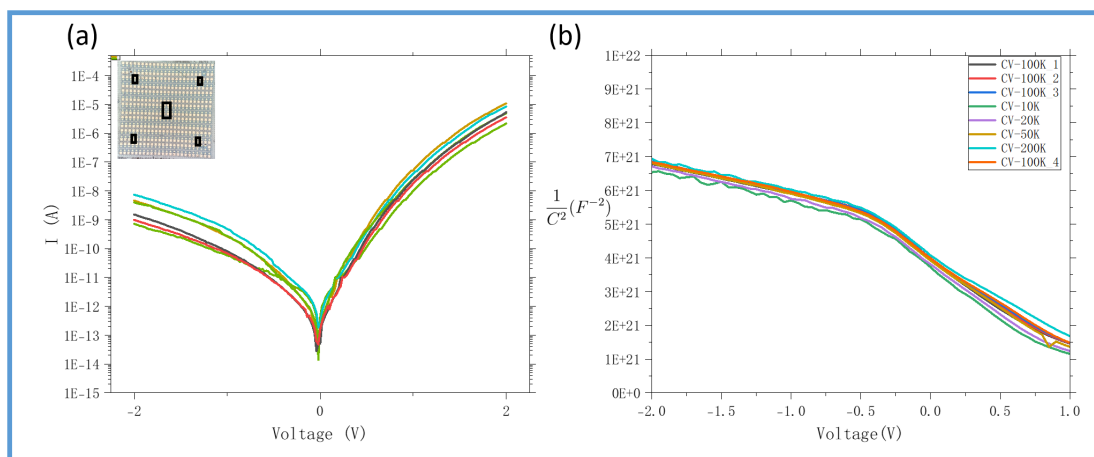 (a)
1E-4
1E-5
1E-6
1E-7
1E-8
1E-9
1E-10
1E-11
1E-12
1E-13
1E-14
1E-15
I (A)
-2
0
2
Voltage (V)
(b)
1E+22
9E+21
8E+21
7E+21
6E+21
5E+21
4E+21
3E+21
2E+21
1E+21
0E+0
1/C² (F⁻²)
-2.0
-1.5
-1.0
-0.5
0.0
0.5
1.0
Voltage(V)
CV-100K 1
CV-100K 2
CV-100K 3
CV-10K
CV-20K
CV-50K
CV-200K
CV-100K 4